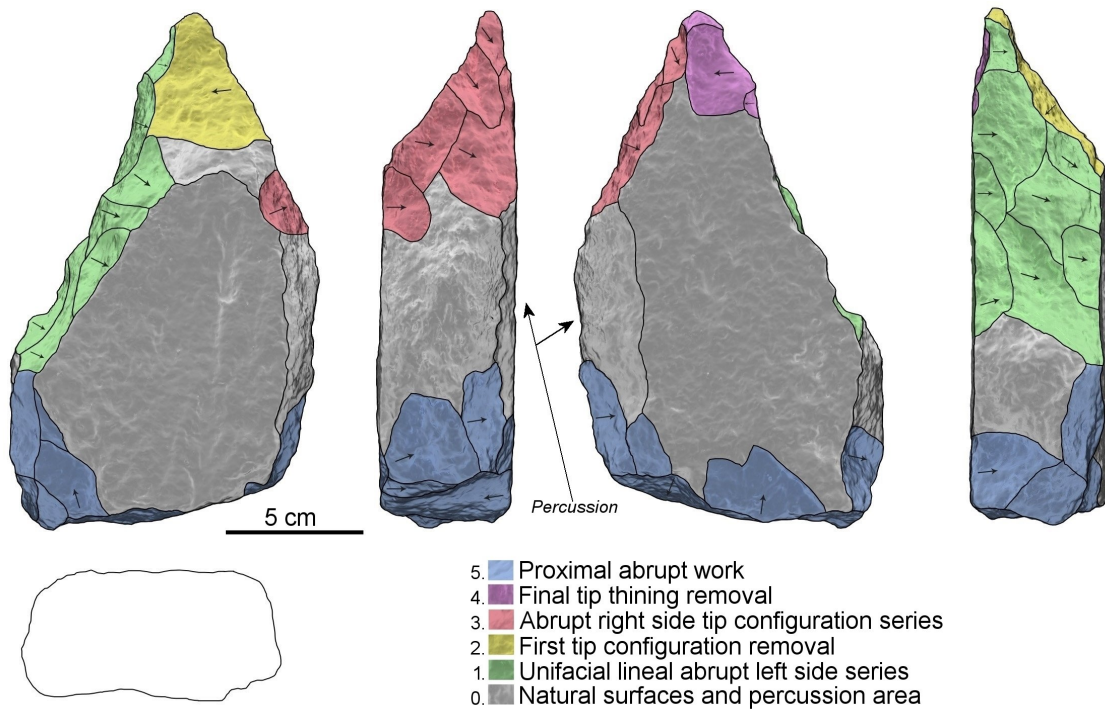 Percussion
5 cm
5. Proximal abrupt work
4. Final tip thining removal
3. Abrupt right side tip configuration series
2. First tip configuration removal
1. Unifacial lineal abrupt left side series
0. Natural surfaces and percussion area